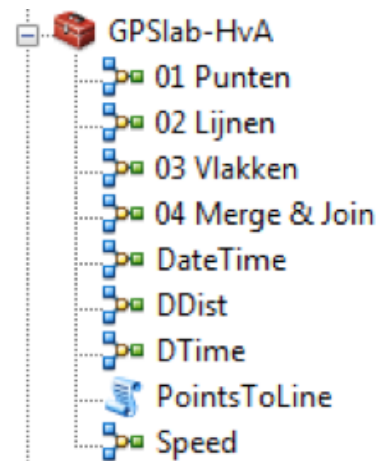 GPSlab-HvA
01 Punten
02 Lijnen
03 Vlakken
04 Merge & Join
DateTime
DDist
DTime
PointsToLine
Speed